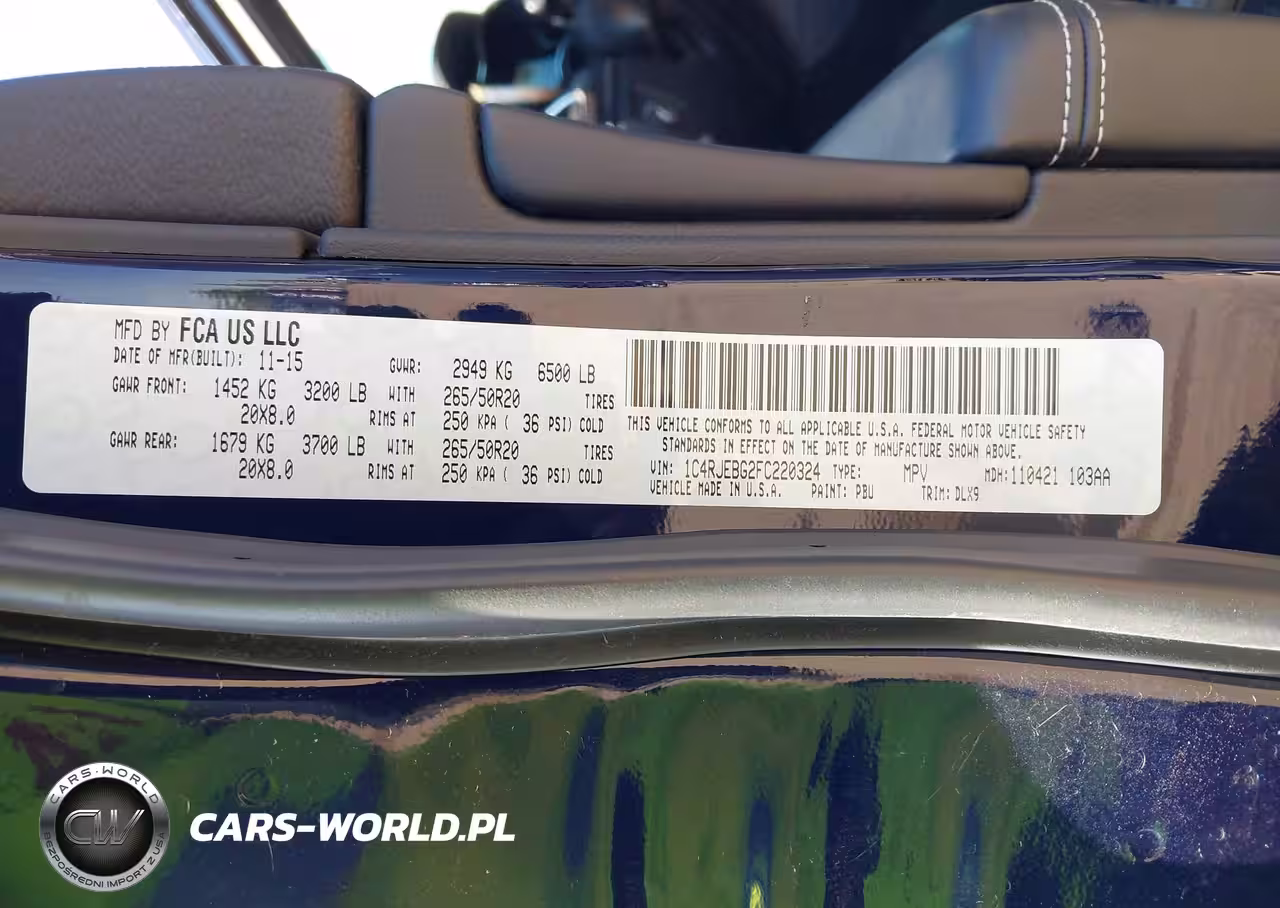 MFD BY FCA US LLC
DATE OF MFR(BUILT): 11-15 GVWR: 2949 KG 6500 LB
GAWR FRONT: 1452 KG 3200 LB WITH 265/50R20 TIRES
20X8.0 RIMS AT 250 KPA ( 36 PSI) COLD
GAWR REAR: 1679 KG 3700 LB WITH 265/50R20 TIRES
20X8.0 RIMS AT 250 KPA ( 36 PSI) COLD
THIS VEHICLE CONFORMS TO ALL APPLICABLE U.S.A. FEDERAL MOTOR VEHICLE SAFETY
STANDARDS IN EFFECT ON THE DATE OF MANUFACTURE SHOWN ABOVE.
VIN: 1C4RJEBG2FC220324 TYPE: MPV MDH:110421 103AA
VEHICLE MADE IN U.S.A. PAINT: PBU TRIM: DLX9
CARS-WORLD
CW
BEZPOŚREDNI IMPORT Z USA
CARS-WORLD.PL